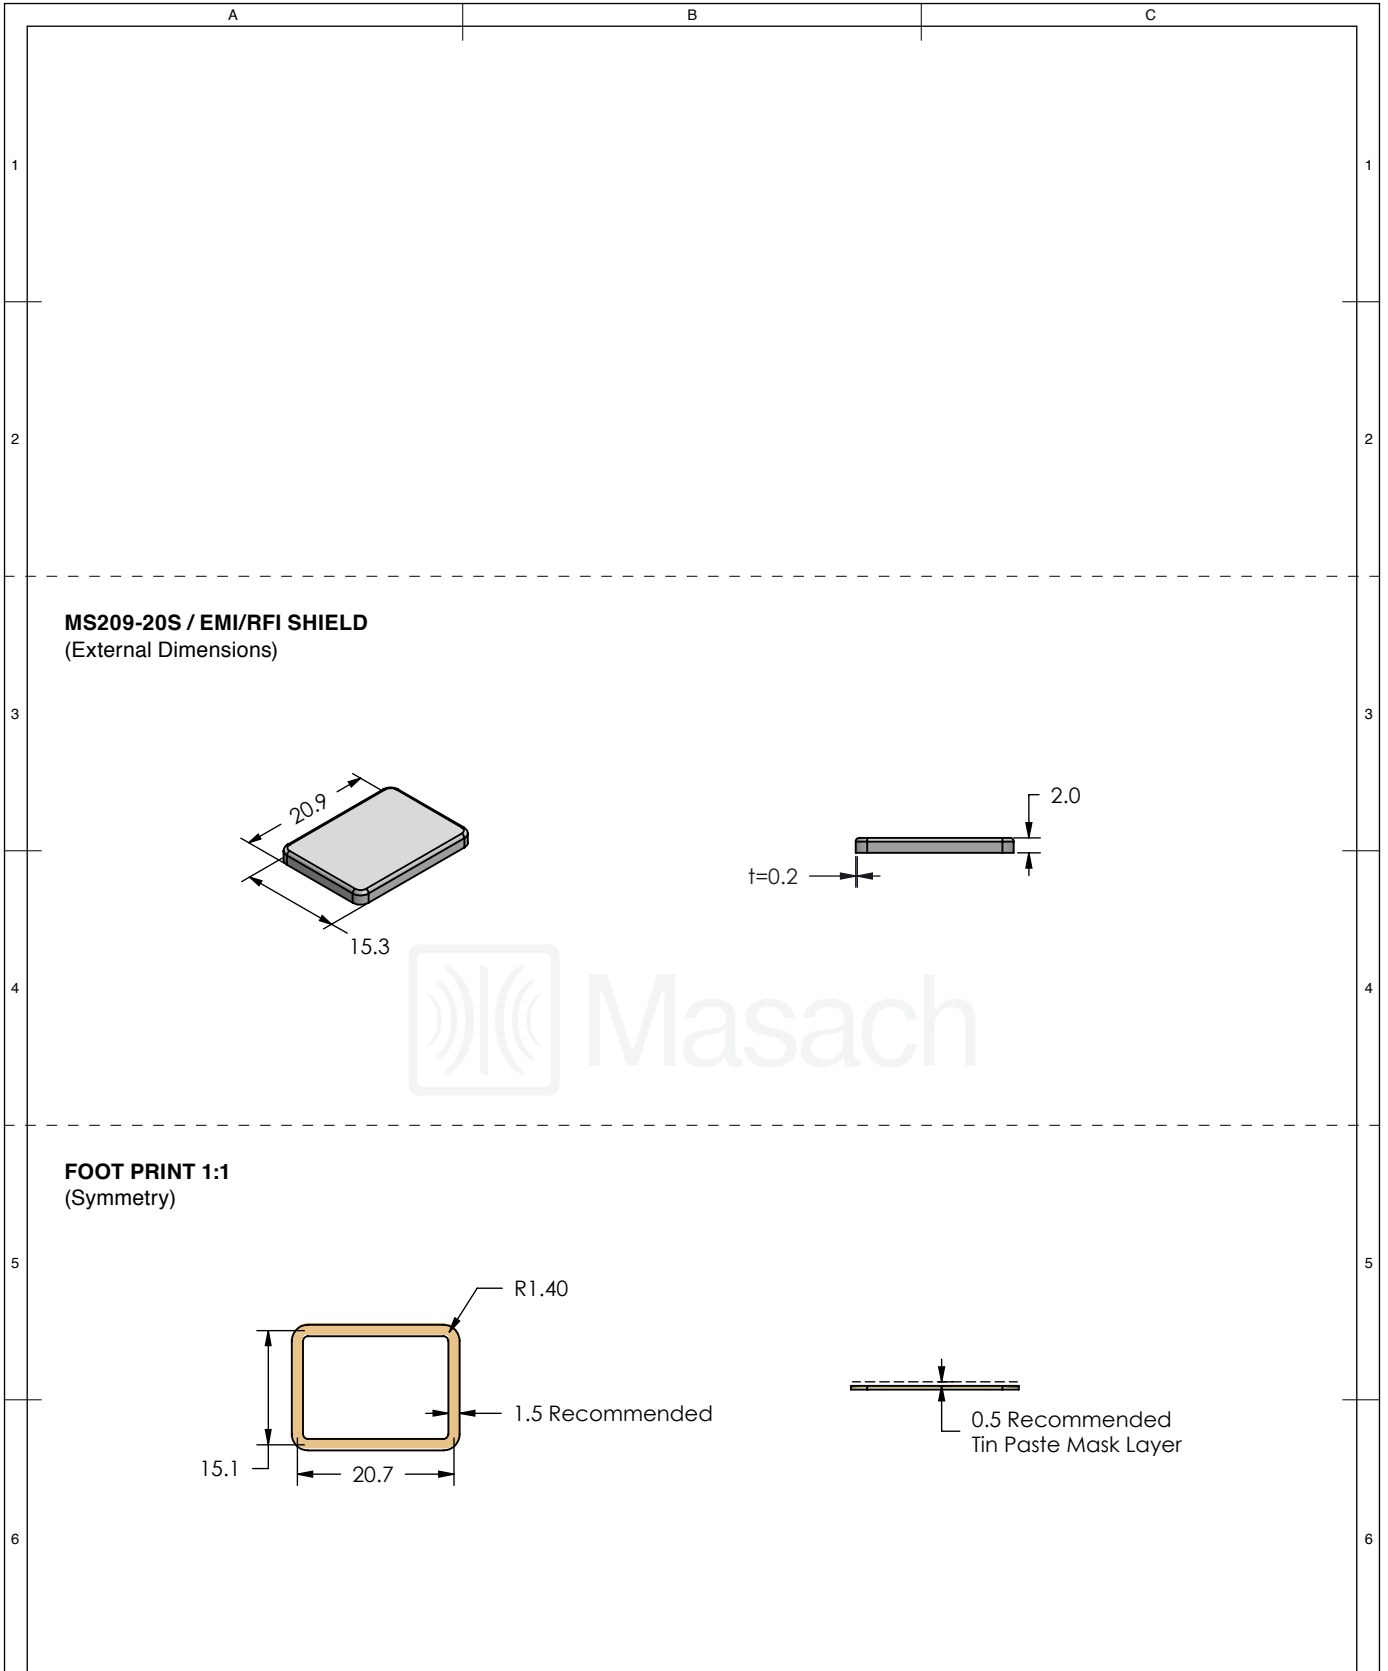 A B C
1 1
2 2
MS209-20S / EMI/RFI SHIELD
(External Dimensions)
3 3
20.9
2.0
t=0.2
15.3
Masach
4 4
FOOT PRINT 1:1
(Symmetry)
5 5
R1.40
1.5 Recommended
0.5 Recommended
Tin Paste Mask Layer
15.1
20.7
6 6